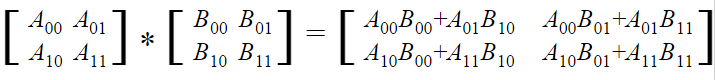 [ A₀₀ A₀₁ ] * [ B₀₀ B₀₁ ] = [ A₀₀B₀₀+A₀₁B₁₀ A₀₀B₀₁+A₀₁B₁₁ ]
[ A₁₀ A₁₁ ] [ B₁₀ B₁₁ ] [ A₁₀B₀₀+A₁₁B₁₀ A₁₀B₀₁+A₁₁B₁₁ ]